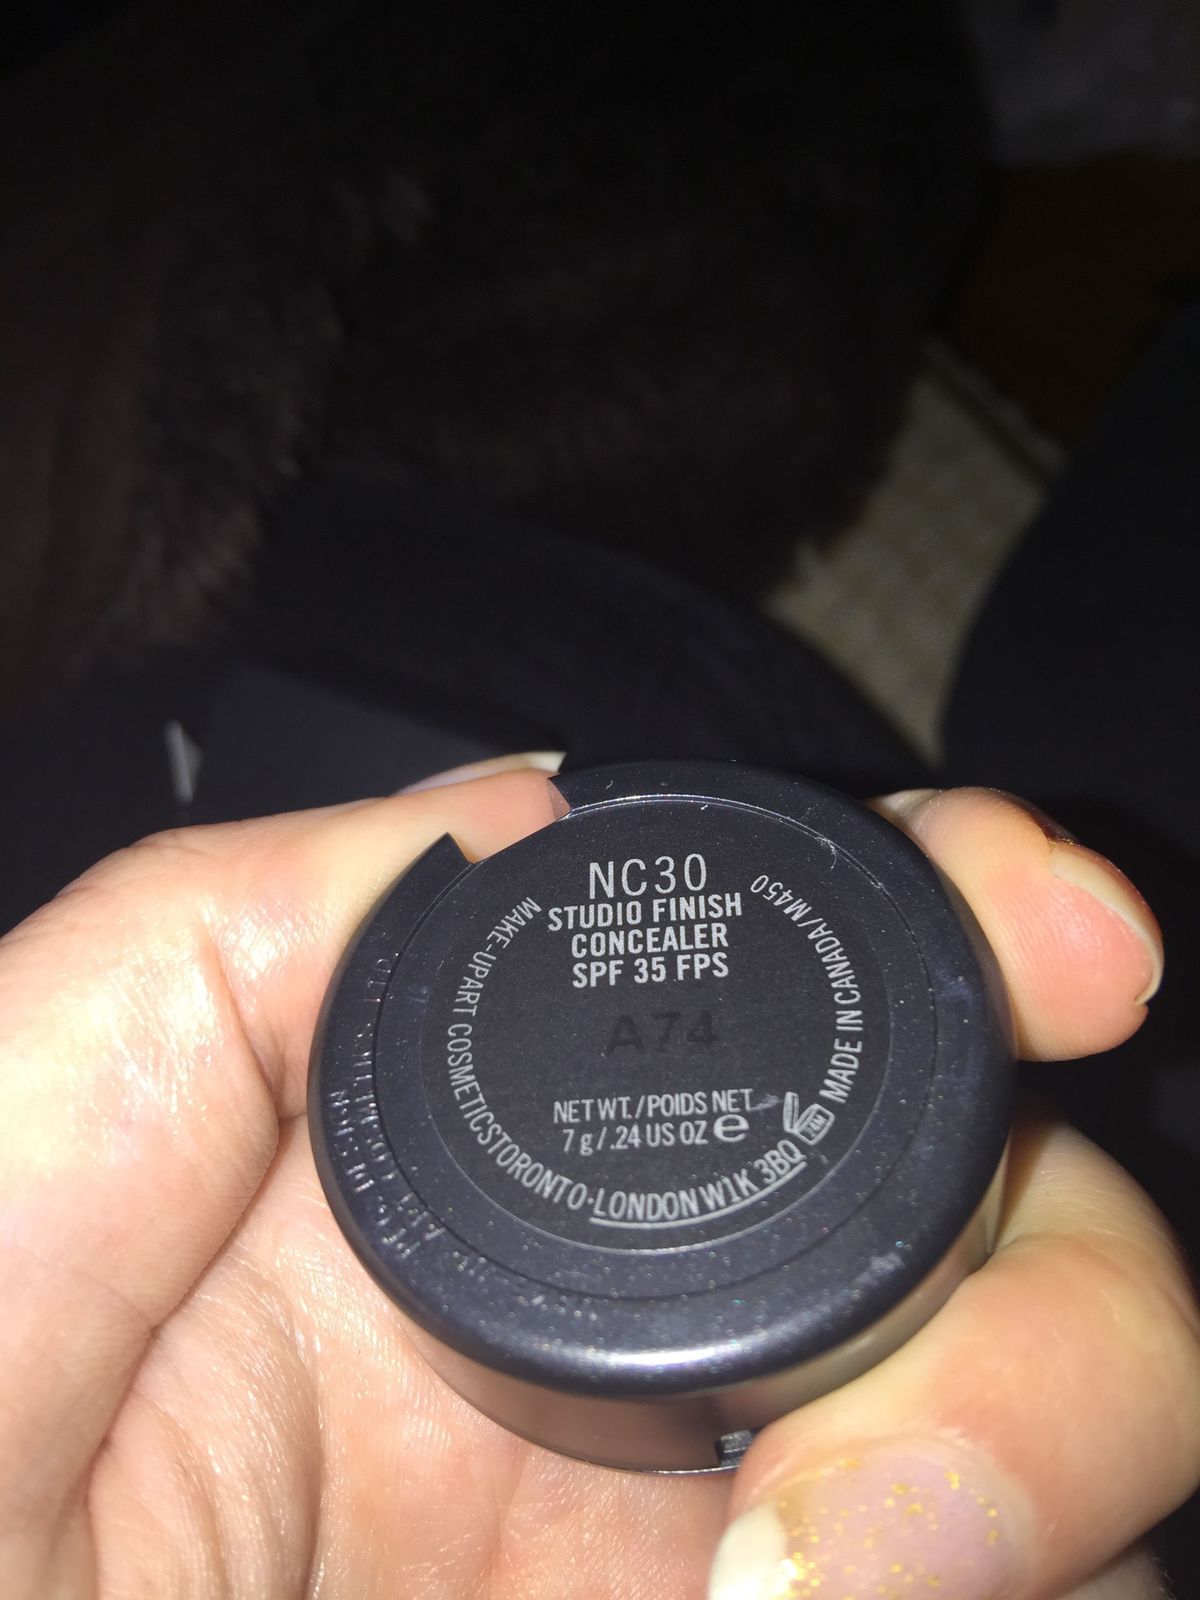 NC30
STUDIO FINISH
CONCEALER
SPF 35 FPS
A74
NET WT./POIDS NET
7 g/.24 US OZ e
MAKE-UPART COSMETICSTORONTO·LONDON W1K 3BQ
MADE IN CANADA/M450